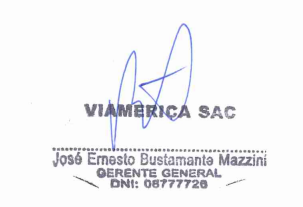 VIAMERICA SAC
José Ernesto Bustamante Mazzini
GERENTE GENERAL
DNI: 06777726